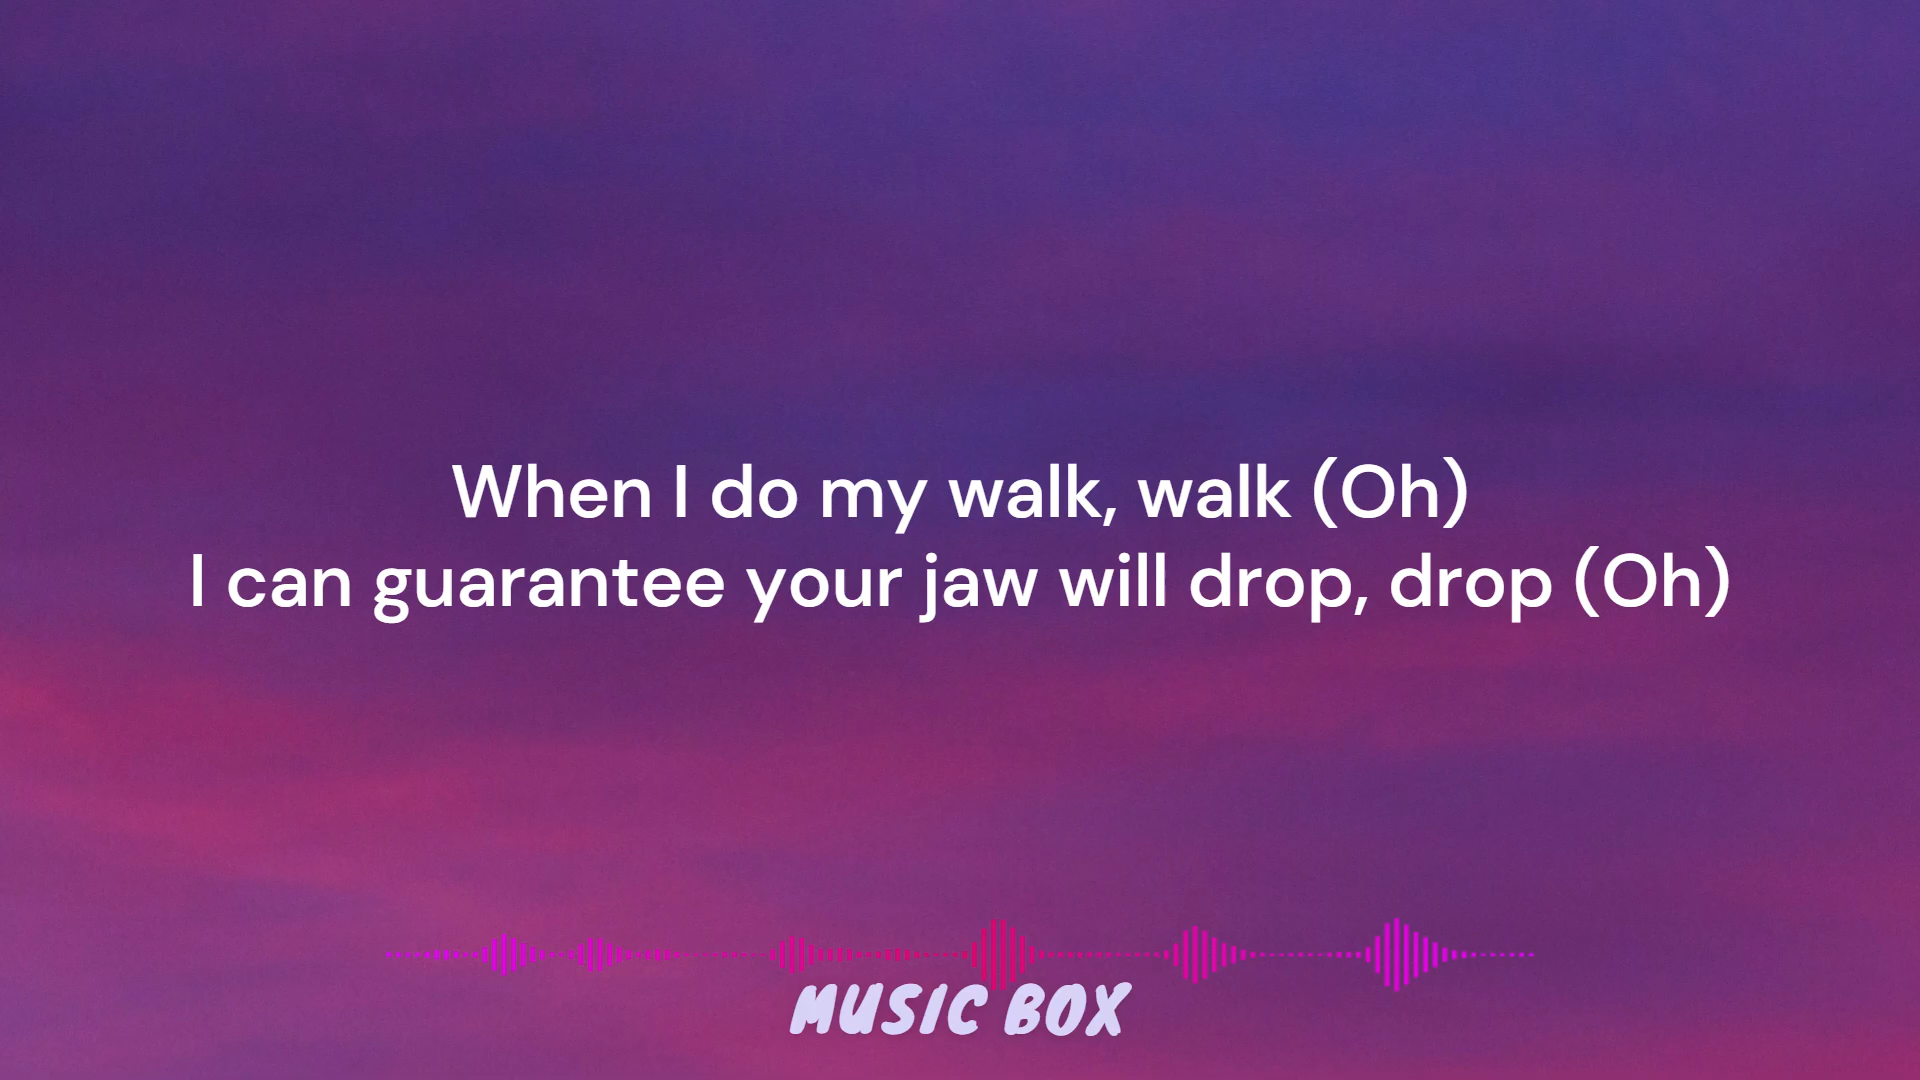 When I do my walk, walk (Oh)
I can guarantee your jaw will drop, drop (Oh)
MUSIC BOX